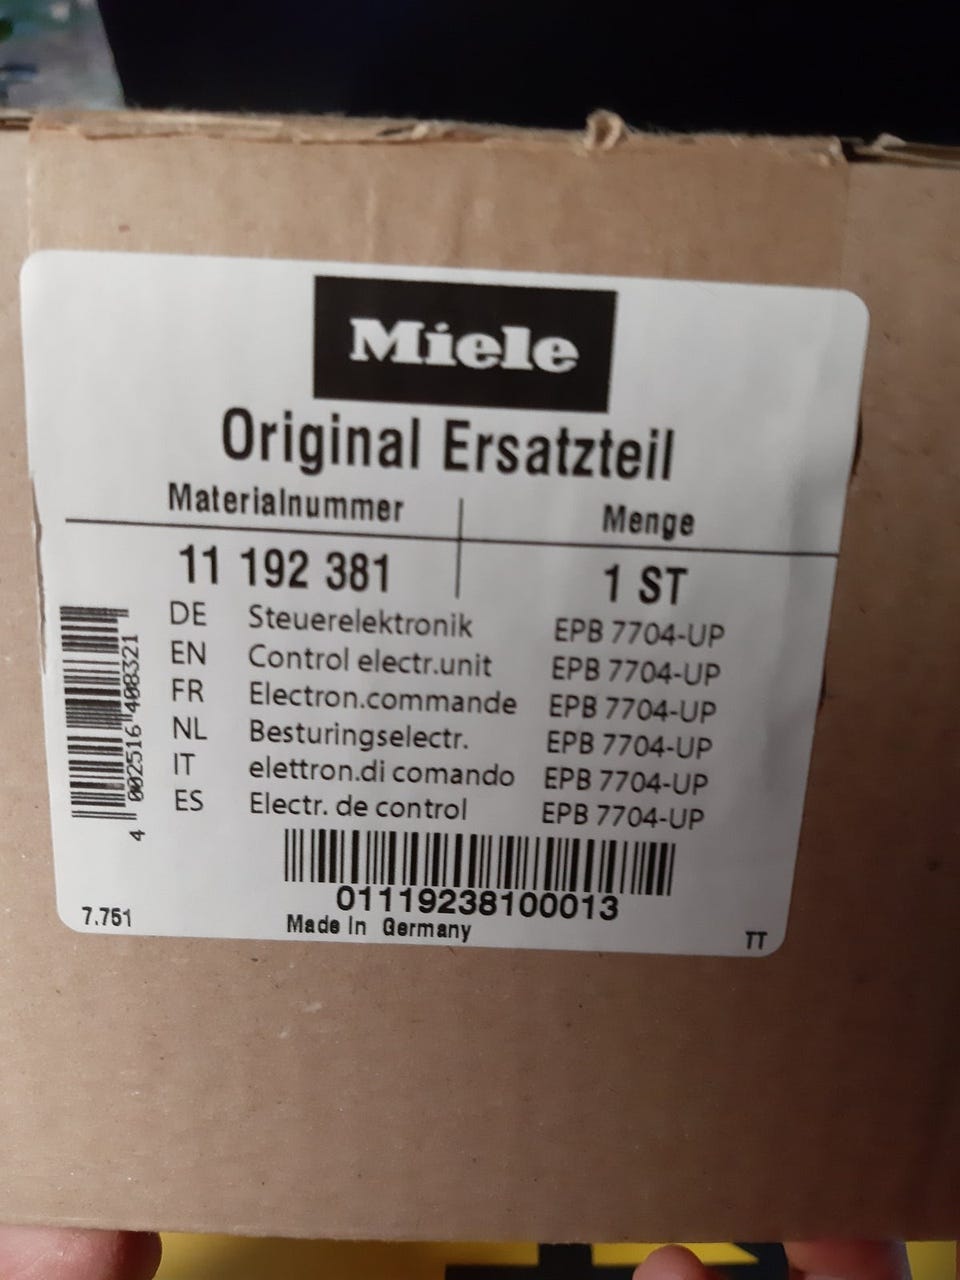 Miele
Original Ersatzteil
Materialnummer Menge
11 192 381 1 ST
DE Steuerelektronik EPB 7704-UP
EN Control electr.unit EPB 7704-UP
FR Electron.commande EPB 7704-UP
NL Besturingselectr. EPB 7704-UP
IT elettron.di comando EPB 7704-UP
ES Electr. de control EPB 7704-UP
4 002516 408321
01119238100013
7.751 Made In Germany TT